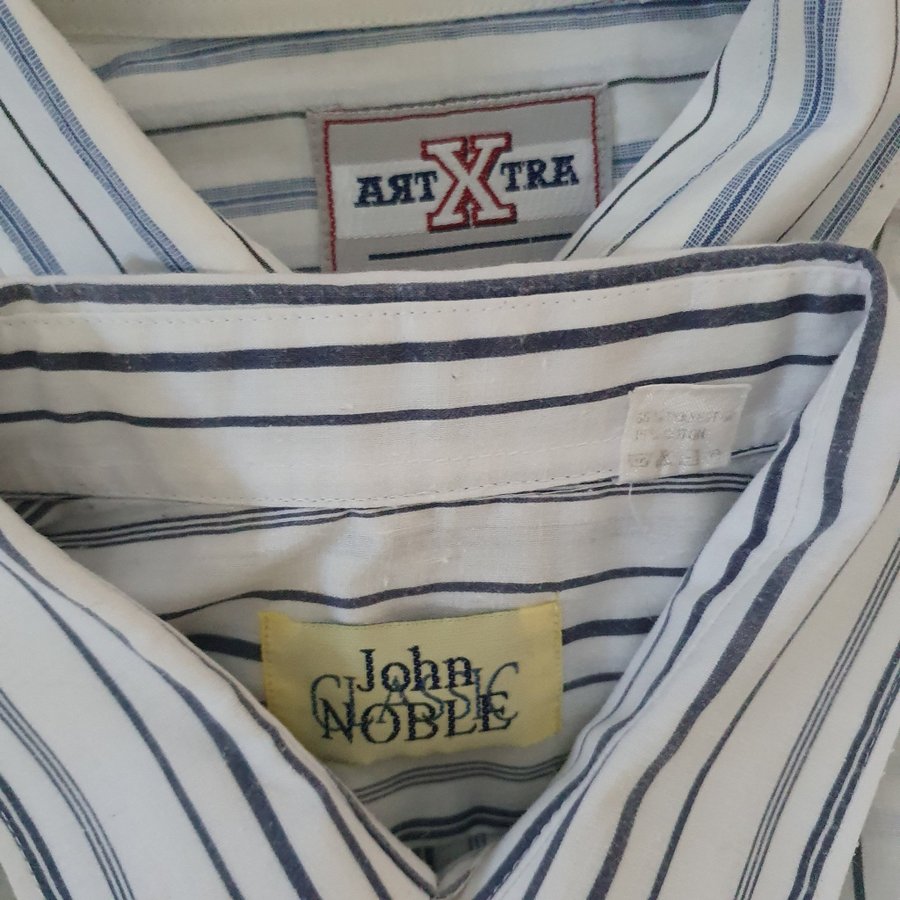 ART X TRA
John
CLASSIC
NOBLE